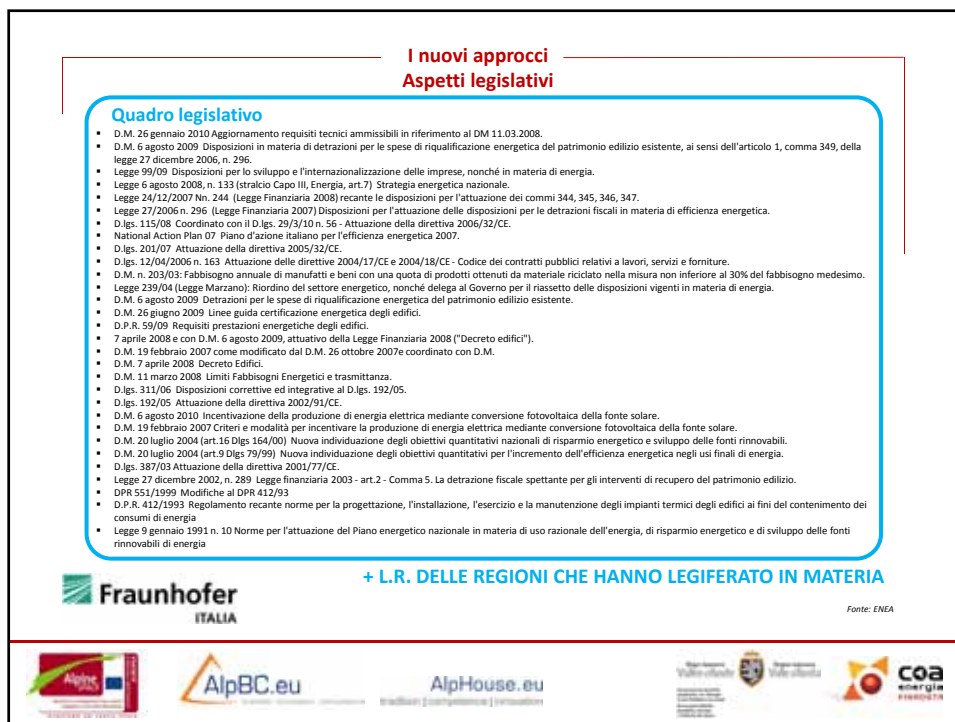 I nuovi approcci
Aspetti legislativi
Quadro legislativo
▪ D.M. 26 gennaio 2010 Aggiornamento requisiti tecnici ammissibili in riferimento al DM 11.03.2008.
▪ D.M. 6 agosto 2009 Disposizioni in materia di detrazioni per le spese di riqualificazione energetica del patrimonio edilizio esistente, ai sensi dell'articolo 1, comma 349, della
legge 27 dicembre 2006, n. 296.
▪ Legge 99/09 Disposizioni per lo sviluppo e l'internazionalizzazione delle imprese, nonché in materia di energia.
▪ Legge 6 agosto 2008, n. 133 (stralcio Capo III, Energia, art.7) Strategia energetica nazionale.
▪ Legge 24/12/2007 Nn. 244 (Legge Finanziaria 2008) recante le disposizioni per l'attuazione dei commi 344, 345, 346, 347.
▪ Legge 27/2006 n. 296 (Legge Finanziaria 2007) Disposizioni per l'attuazione delle disposizioni per le detrazioni fiscali in materia di efficienza energetica.
▪ D.lgs. 115/08 Coordinato con il D.lgs. 29/3/10 n. 56 - Attuazione della direttiva 2006/32/CE.
▪ National Action Plan 07 Piano d'azione italiano per l'efficienza energetica 2007.
▪ D.lgs. 201/07 Attuazione della direttiva 2005/32/CE.
▪ D.lgs. 12/04/2006 n. 163 Attuazione delle direttive 2004/17/CE e 2004/18/CE - Codice dei contratti pubblici relativi a lavori, servizi e forniture.
▪ D.M. n. 203/03: Fabbisogno annuale di manufatti e beni con una quota di prodotti ottenuti da materiale riciclato nella misura non inferiore al 30% del fabbisogno medesimo.
▪ Legge 239/04 (Legge Marzano): Riordino del settore energetico, nonché delega al Governo per il riassetto delle disposizioni vigenti in materia di energia.
▪ D.M. 6 agosto 2009 Detrazioni per le spese di riqualificazione energetica del patrimonio edilizio esistente.
▪ D.M. 26 giugno 2009 Linee guida certificazione energetica degli edifici.
▪ D.P.R. 59/09 Requisiti prestazioni energetiche degli edifici.
▪ 7 aprile 2008 e con D.M. 6 agosto 2009, attuativo della Legge Finanziaria 2008 ("Decreto edifici").
▪ D.M. 19 febbraio 2007 come modificato dal D.M. 26 ottobre 2007e coordinato con D.M.
▪ D.M. 7 aprile 2008 Decreto Edifici.
▪ D.M. 11 marzo 2008 Limiti Fabbisogni Energetici e trasmittanza.
▪ D.lgs. 311/06 Disposizioni correttive ed integrative al D.lgs. 192/05.
▪ D.lgs. 192/05 Attuazione della direttiva 2002/91/CE.
▪ D.M. 6 agosto 2010 Incentivazione della produzione di energia elettrica mediante conversione fotovoltaica della fonte solare.
▪ D.M. 19 febbraio 2007 Criteri e modalità per incentivare la produzione di energia elettrica mediante conversione fotovoltaica della fonte solare.
▪ D.M. 20 luglio 2004 (art.16 Dlgs 164/00) Nuova individuazione degli obiettivi quantitativi nazionali di risparmio energetico e sviluppo delle fonti rinnovabili.
▪ D.M. 20 luglio 2004 (art.9 Dlgs 79/99) Nuova individuazione degli obiettivi quantitativi per l'incremento dell'efficienza energetica negli usi finali di energia.
▪ D.lgs. 387/03 Attuazione della direttiva 2001/77/CE.
▪ Legge 27 dicembre 2002, n. 289 Legge finanziaria 2003 - art.2 - Comma 5. La detrazione fiscale spettante per gli interventi di recupero del patrimonio edilizio.
▪ DPR 551/1999 Modifiche al DPR 412/93
▪ D.P.R. 412/1993 Regolamento recante norme per la progettazione, l'installazione, l'esercizio e la manutenzione degli impianti termici degli edifici ai fini del contenimento dei
consumi di energia
▪ Legge 9 gennaio 1991 n. 10 Norme per l'attuazione del Piano energetico nazionale in materia di uso razionale dell'energia, di risparmio energetico e di sviluppo delle fonti
rinnovabili di energia
+ L.R. DELLE REGIONI CHE HANNO LEGIFERATO IN MATERIA
Fraunhofer
ITALIA
Fonte: ENEA
Alpine
AlpBC.eu
AlpHouse.eu
tradition | competence | innovation
coa
energia